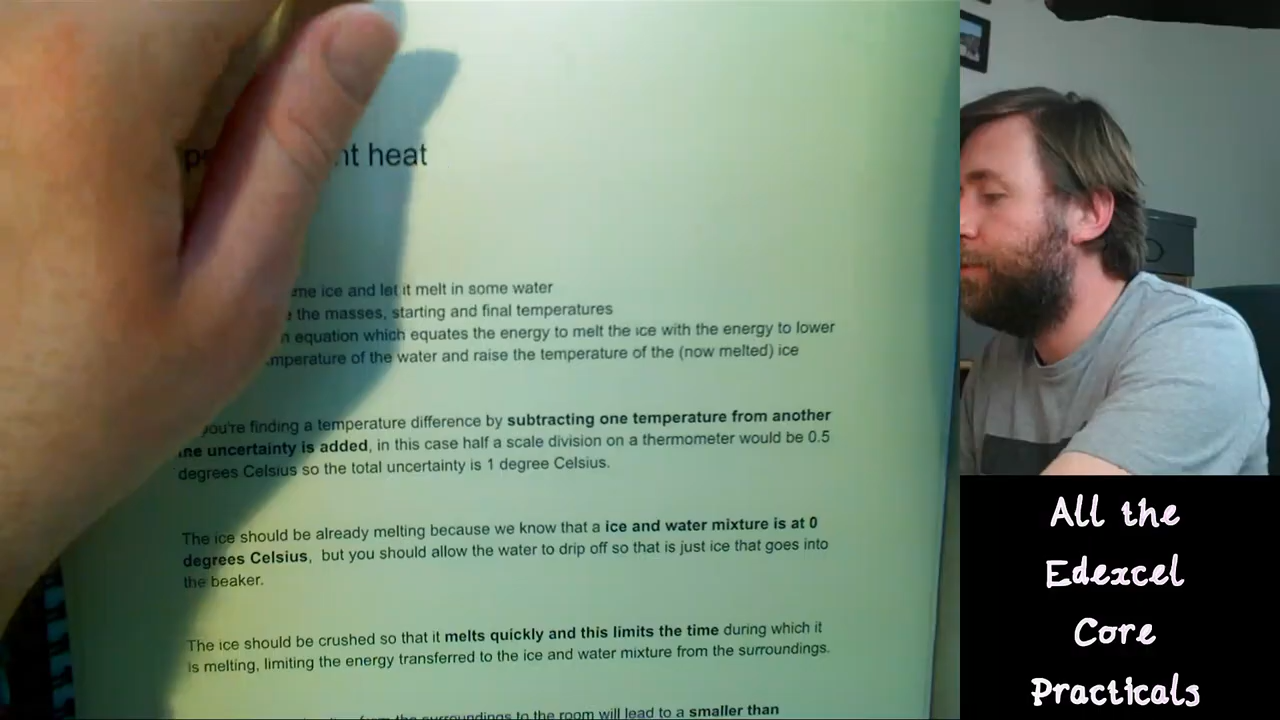 heat
ice and let it melt in some water
the masses, starting and final temperatures
equation which equates the energy to melt the ice with the energy to lower
temperature of the water and raise the temperature of the (now melted) ice
you're finding a temperature difference by subtracting one temperature from another
the uncertainty is added, in this case half a scale division on a thermometer would be 0.5
degrees Celsius so the total uncertainty is 1 degree Celsius.
The ice should be already melting because we know that a ice and water mixture is at 0
degrees Celsius, but you should allow the water to drip off so that is just ice that goes into
the beaker.
The ice should be crushed so that it melts quickly and this limits the time during which it
is melting, limiting the energy transferred to the ice and water mixture from the surroundings.
from the surroundings to the room will lead to a smaller than
All the
Edexcel
Core
Practicals